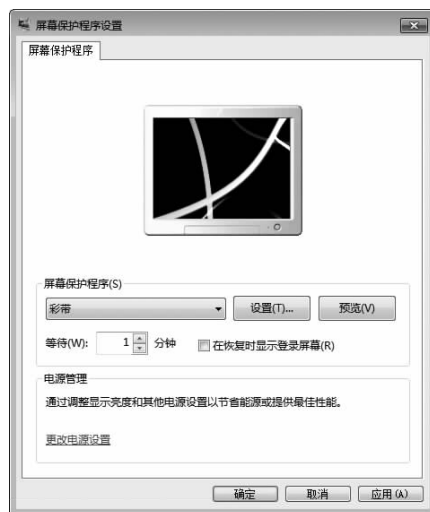 屏幕保护程序设置
屏幕保护程序
屏幕保护程序(S)
彩带 设置(T)... 预览(V)
等待(W): 1 分钟 在恢复时显示登录屏幕(R)
电源管理
通过调整显示亮度和其他电源设置以节省能源或提供最佳性能。
更改电源设置
确定 取消 应用(A)